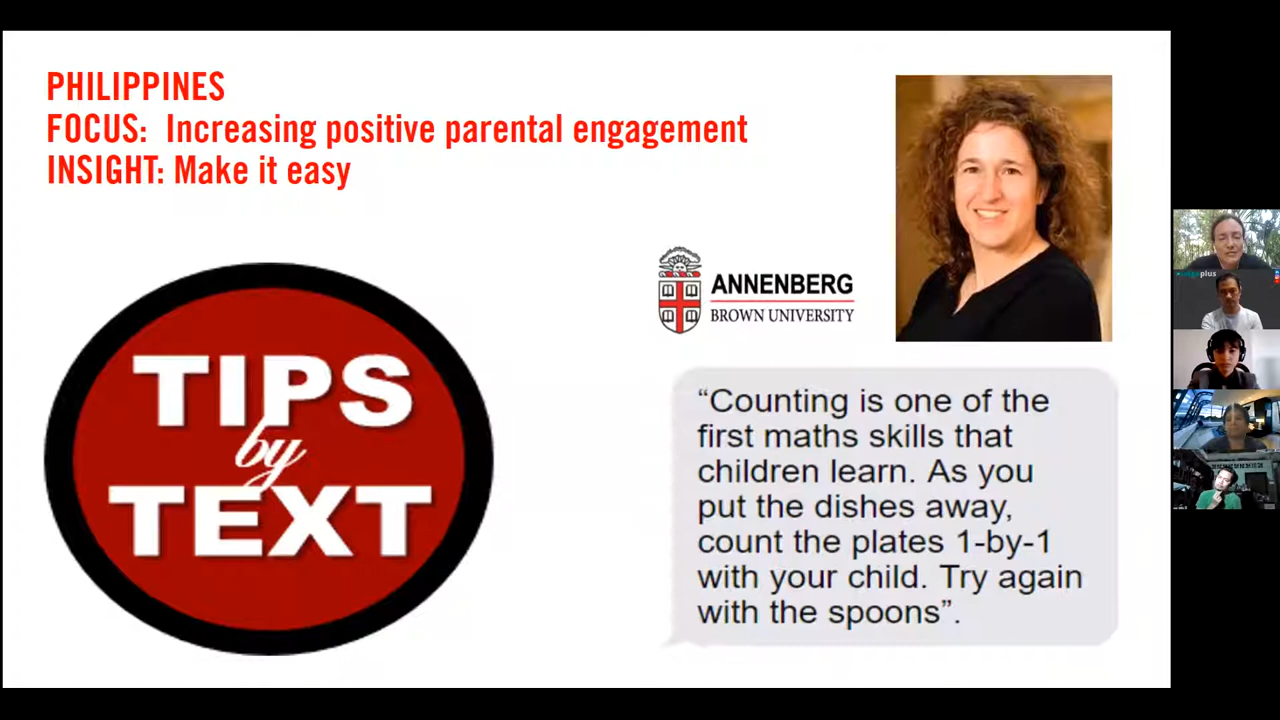 PHILIPPINES
FOCUS: Increasing positive parental engagement
INSIGHT: Make it easy
TIPS
by
TEXT
ANNENBERG
BROWN UNIVERSITY
“Counting is one of the
first maths skills that
children learn. As you
put the dishes away,
count the plates 1-by-1
with your child. Try again
with the spoons”.